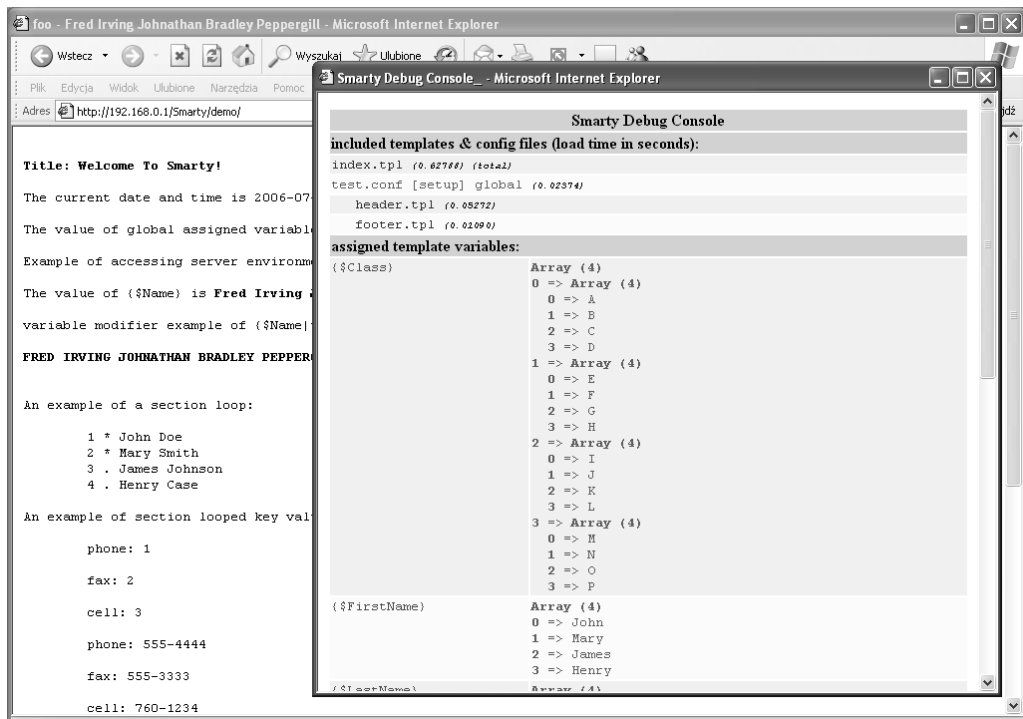 foo - Fred Irving Johnathan Bradley Peppergill - Microsoft Internet Explorer
Wstecz Wyszukaj Ulubione
Plik Edycja Widok Ulubione Narzędzia Pomoc
Adres http://192.168.0.1/Smarty/demo/
Title: Welcome To Smarty!
The current date and time is 2006-07
The value of global assigned
Example of accessing server
The value of {$Name} is Fred Irving
variable modifier example of {$Name|
FRED IRVING JOHNATHAN BRADLEY
An example of a section loop:
1 * John Doe
2 * Mary Smith
3 . James Johnson
4 . Henry Case
An example of section looped key
phone: 1
fax: 2
cell: 3
phone: 555-4444
fax: 555-3333
cell: 760-1234
Smarty Debug Console_ - Microsoft Internet Explorer
Smarty Debug Console
included templates & config files (load time in seconds):
index.tpl (0.62788) (total)
test.conf [setup] global (0.02374)
header.tpl (0.05272)
footer.tpl (0.02090)
assigned template variables:
{$Class} Array (4)
0 => Array (4)
0 => A
1 => B
2 => C
3 => D
1 => Array (4)
0 => E
1 => F
2 => G
3 => H
2 => Array (4)
0 => I
1 => J
2 => K
3 => L
3 => Array (4)
0 => M
1 => N
2 => O
3 => P
{$FirstName} Array (4)
0 => John
1 => Mary
2 => James
3 => Henry
{$LastName} Array (4)